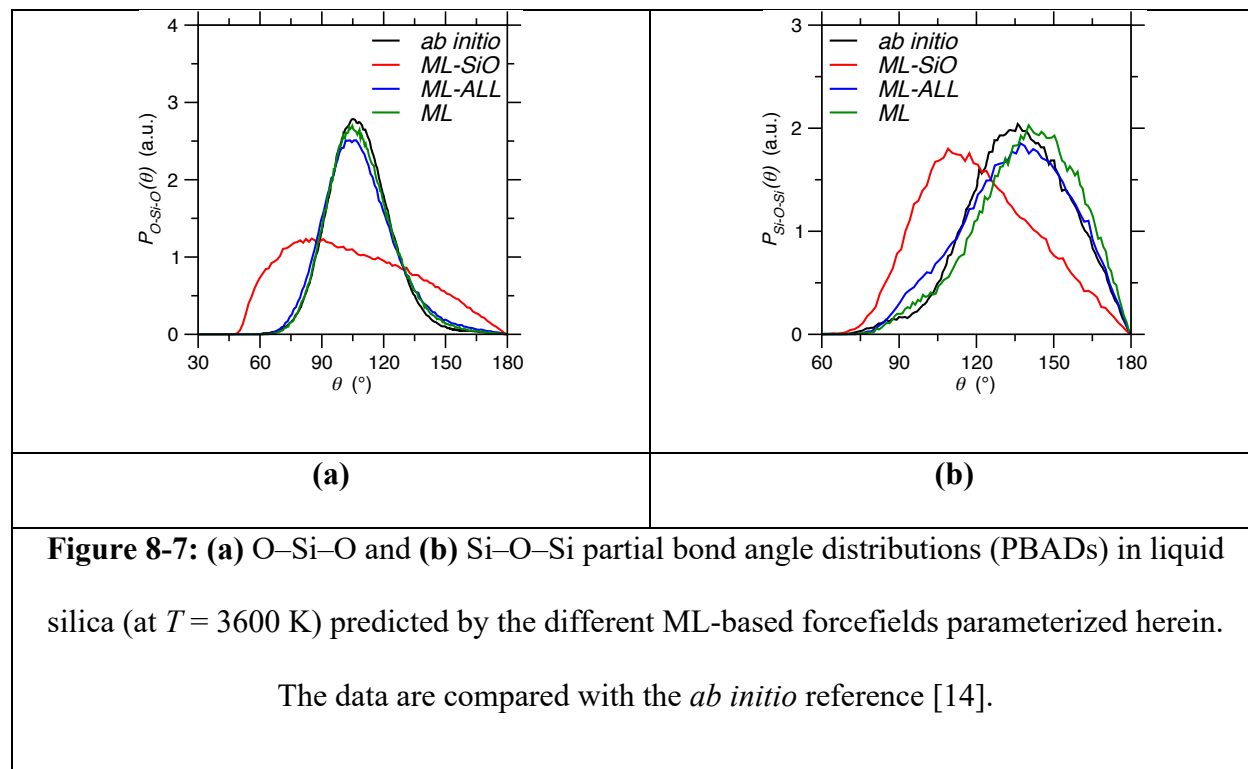 4
3
2
1
0
P_O-Si-O(θ) (a.u.)
ab initio
ML-SiO
ML-ALL
ML
30 60 90 120 150 180
θ (°)
3
2
1
0
P_Si-O-Si(θ) (a.u.)
ab initio
ML-SiO
ML-ALL
ML
60 90 120 150 180
θ (°)
(a) (b)
Figure 8-7: (a) O–Si–O and (b) Si–O–Si partial bond angle distributions (PBADs) in liquid
silica (at T = 3600 K) predicted by the different ML-based forcefields parameterized herein.
The data are compared with the ab initio reference [14].